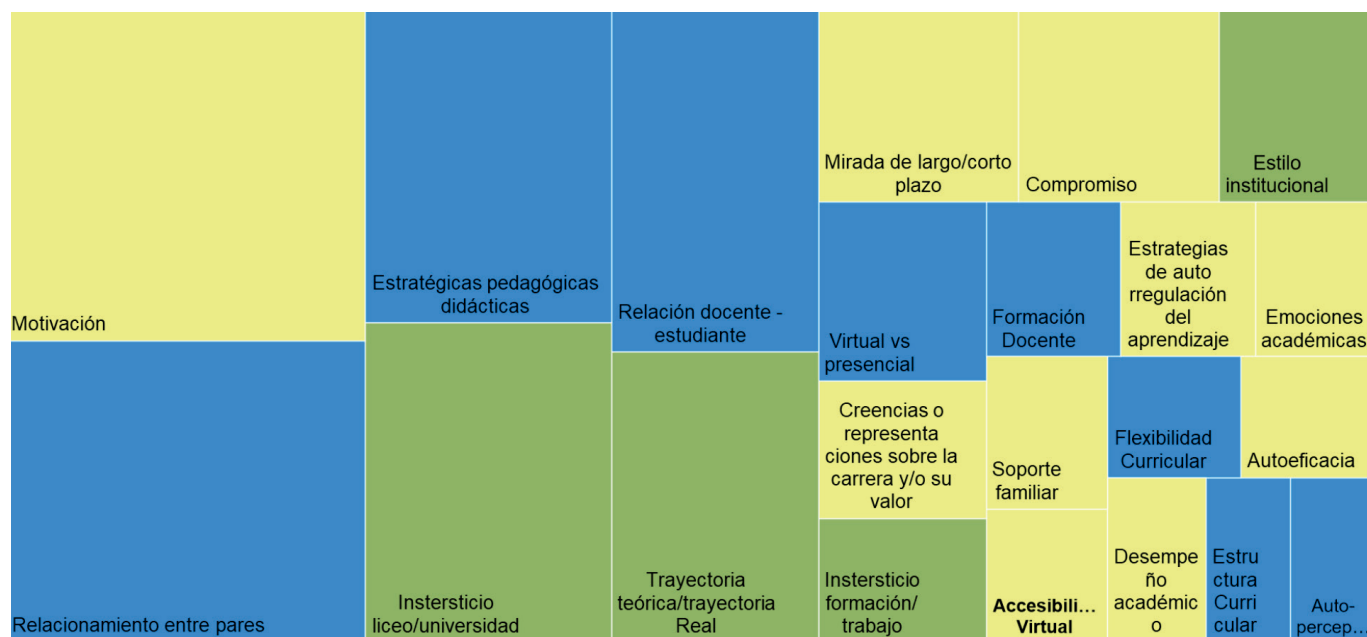 Motivación
Relacionamiento entre pares
Estratégicas pedagógicas
didácticas
Instersticio
liceo/universidad
Relación docente -
estudiante
Trayectoria
teórica/trayectoria
Real
Mirada de largo/corto
plazo
Compromiso
Estilo
institucional
Virtual vs
presencial
Formación
Docente
Estrategias
de auto
rregulación
del
aprendizaje
Emociones
académicas
Creencias o
representa
ciones sobre la
carrera y/o su
valor
Soporte
familiar
Flexibilidad
Curricular
Autoeficacia
Instersticio
formación/
trabajo
Accesibili...
Virtual
Desempe
ño
académic
o
Estru
ctura
Curri
cular
Auto-
percep...